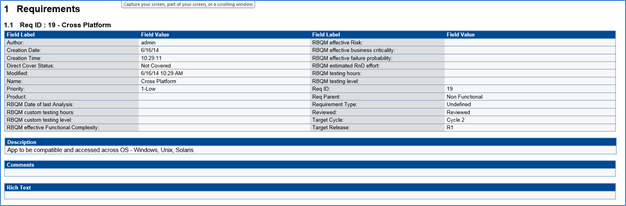 Capture your screen, part of your screen, or a scrolling window
1 Requirements
1.1 Req ID : 19 - Cross Platform
Field Label Field Value Field Label Field Value
Author: admin RBQM effective Risk:
Creation Date: 6/16/14 RBQM effective business criticality:
Creation Time: 10:29:11 RBQM effective failure probability:
Direct Cover Status: Not Covered RBQM estimated RnD effort:
Modified: 6/16/14 10:29 AM RBQM testing hours:
Name: Cross Platform RBQM testing level:
Priority: 1-Low Req ID: 19
Product: Req Parent: Non Functional
RBQM Date of last Analysis: Requirement Type: Undefined
RBQM custom testing hours: Reviewed: Reviewed
RBQM custom testing level: Target Cycle: Cycle 2
RBQM effective Functional Complexity: Target Release: R1
Description
App to be compatible and accessed across OS - Windows, Unix, Solaris
Comments
Rich Text